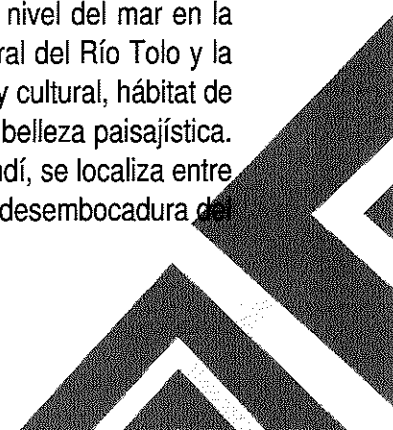 nivel del mar en la
ral del Río Tolo y la
y cultural, hábitat de
belleza paisajística.
ndí, se localiza entre
desembocadura del